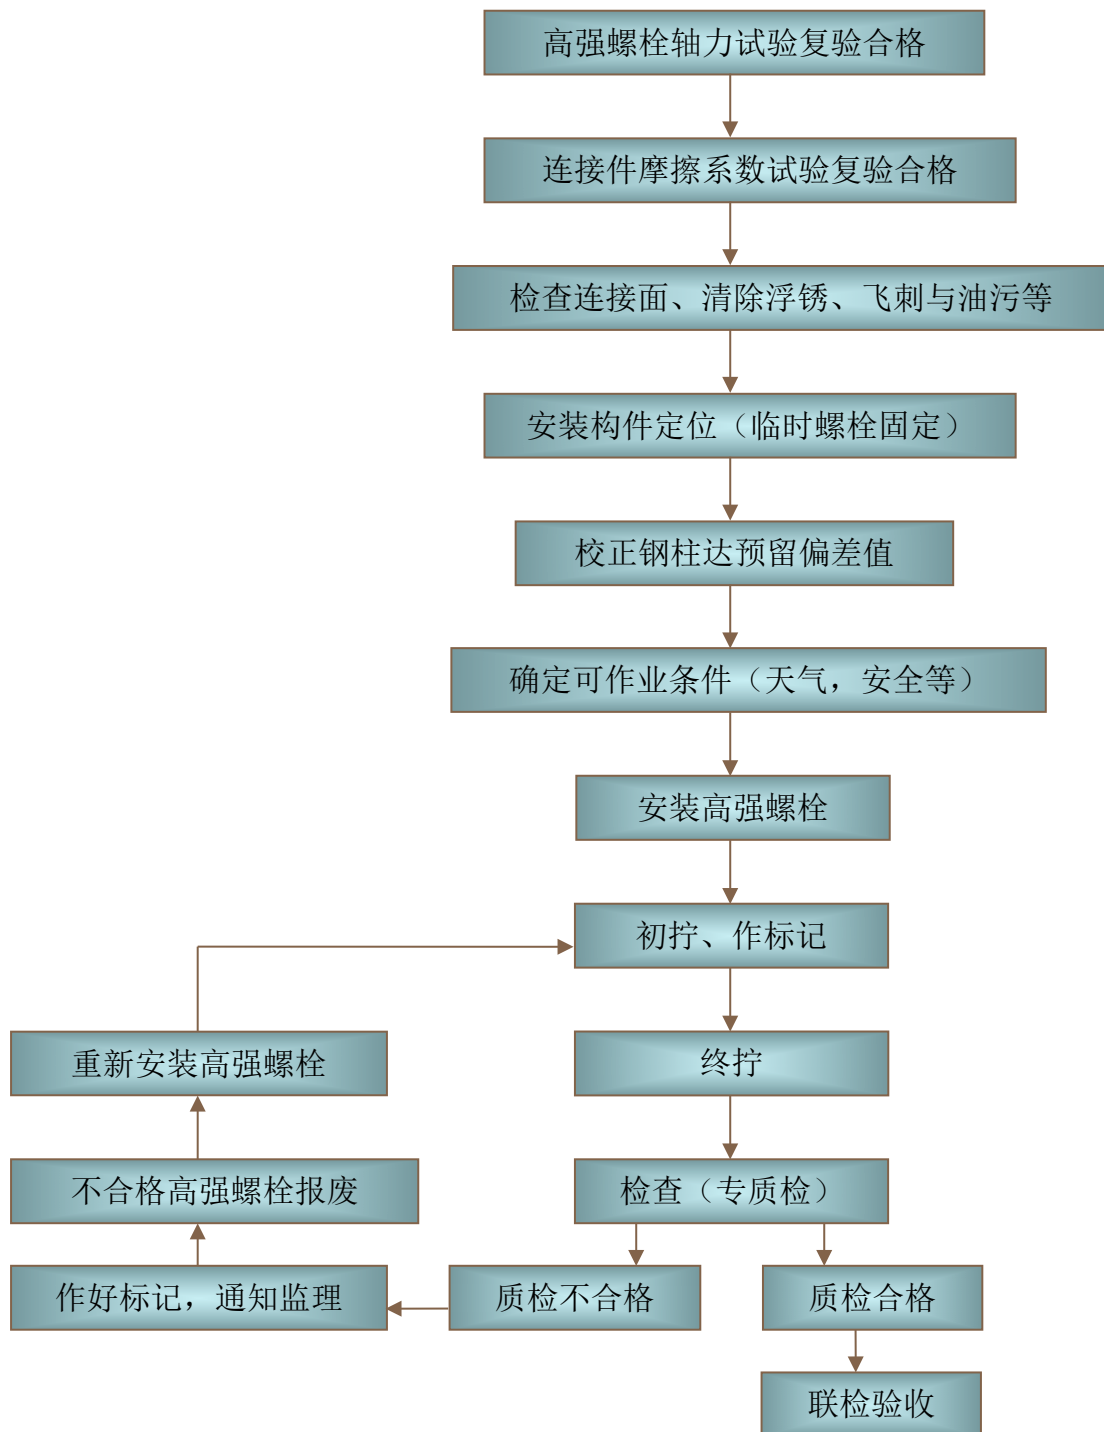 高强螺栓轴力试验复验合格
连接件摩擦系数试验复验合格
检查连接面、清除浮锈、飞刺与油污等
安装构件定位（临时螺栓固定）
校正钢柱达预留偏差值
确定可作业条件（天气，安全等）
安装高强螺栓
初拧、作标记
重新安装高强螺栓
终拧
不合格高强螺栓报废
检查（专质检）
作好标记，通知监理
质检不合格
质检合格
联检验收